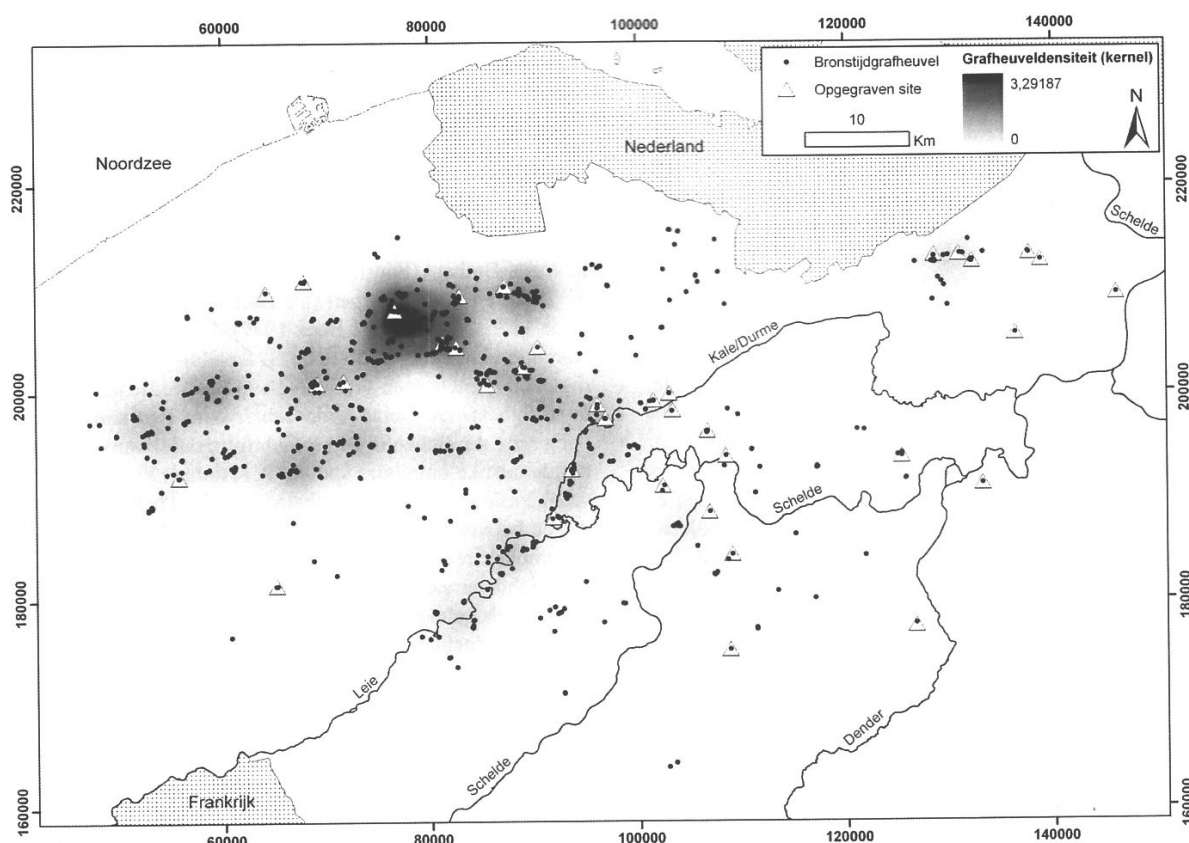 60000
80000
100000
120000
140000
Bronstijdgrafheuvel
Opgegraven site
10
Km
Grafheuveldensiteit (kernel)
3,29187
0
N
Noordzee
Nederland
220000
220000
Schelde
Kale/Durme
200000
200000
Schelde
180000
180000
Leie
Schelde
Dender
Frankrijk
160000
160000
60000
80000
100000
120000
140000